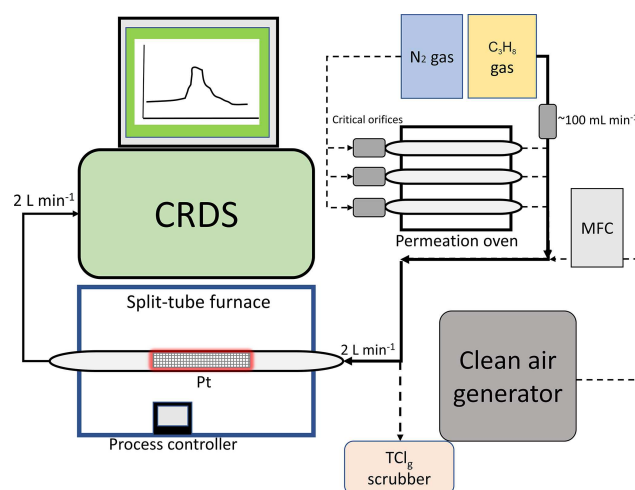 N₂ gas
C₃H₈
gas
Critical orifices
~100 mL min⁻¹
2 L min⁻¹
CRDS
Permeation oven
MFC
Split-tube furnace
2 L min⁻¹
Pt
Clean air
generator
Process controller
TCl_g
scrubber